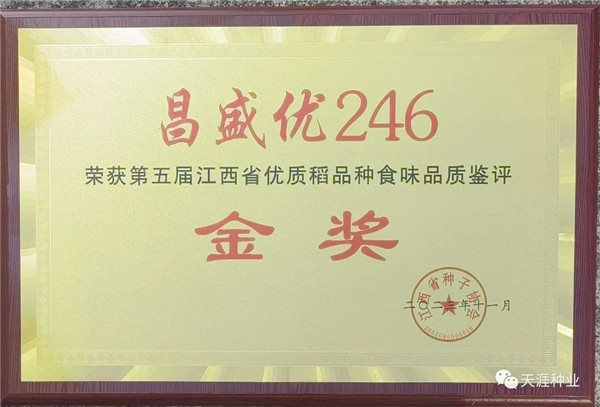 昌盛优246
荣获第五届江西省优质稻品种食味品质鉴评
金奖
江西省种子协会
二〇二三年十一月
天涯种业